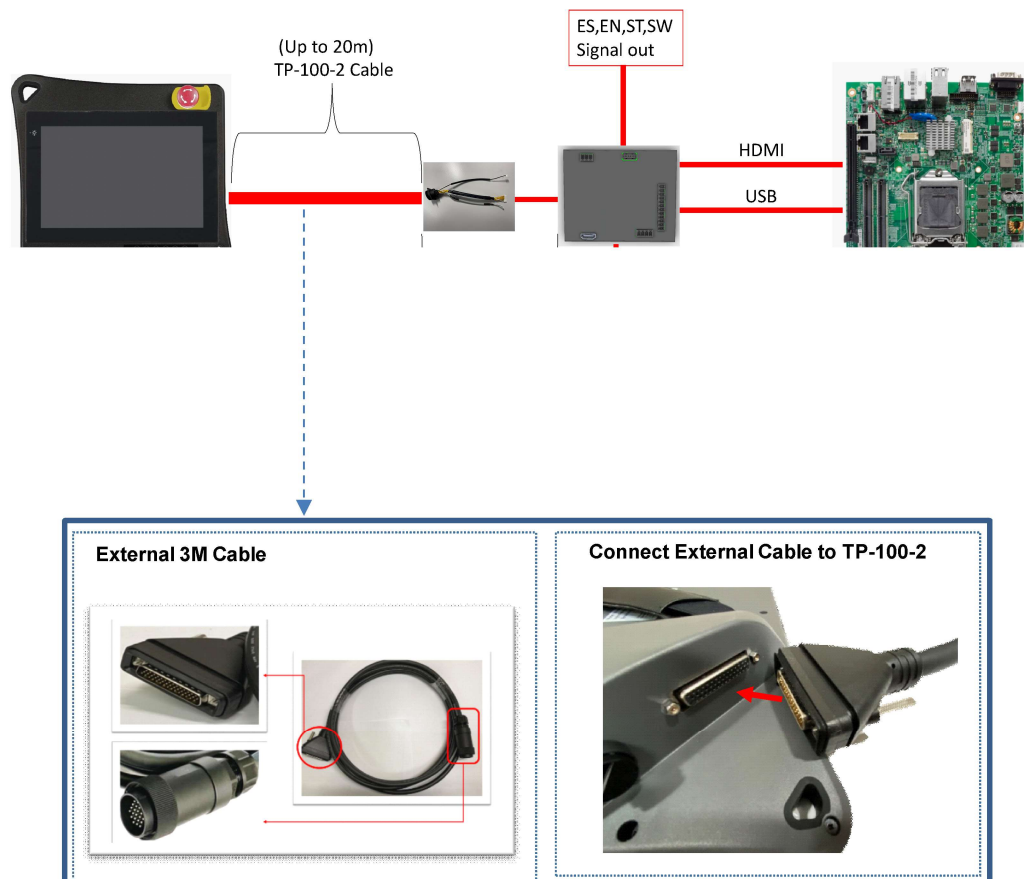 ES,EN,ST,SW
Signal out
(Up to 20m)
TP-100-2 Cable
HDMI
USB
External 3M Cable
Connect External Cable to TP-100-2